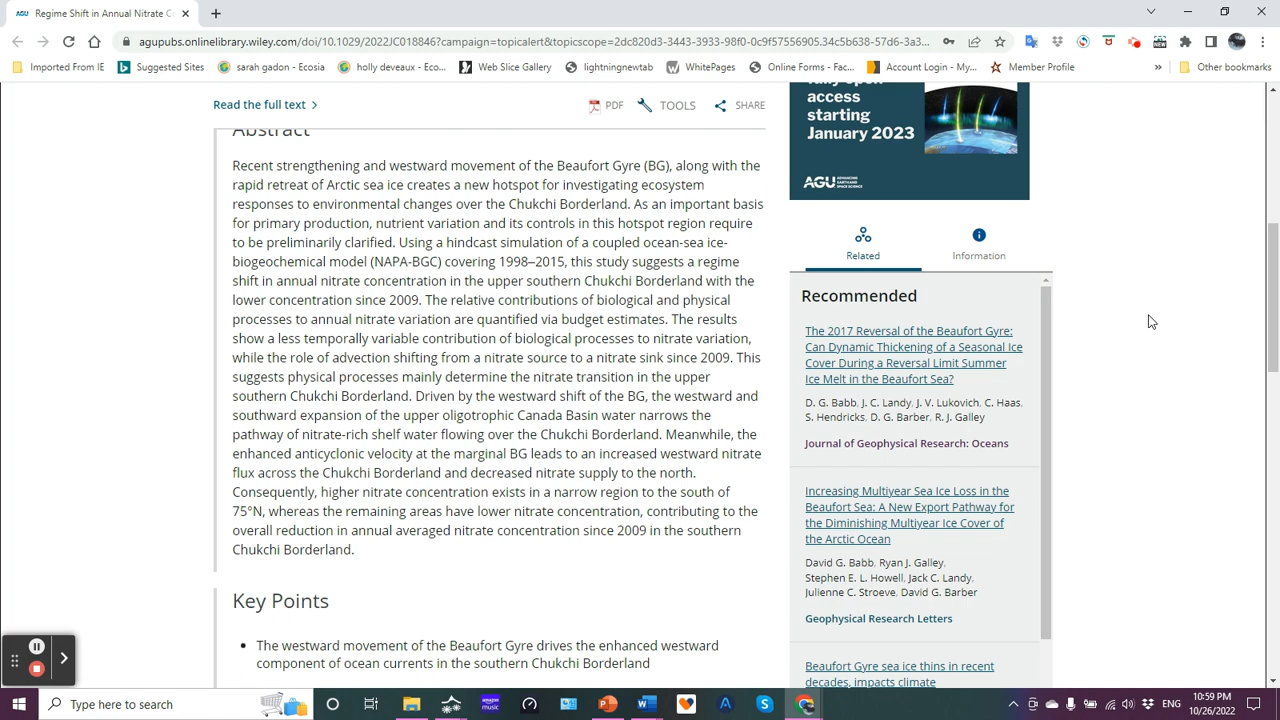 AGU Regime Shift in Annual Nitrate Co
agupubs.onlinelibrary.wiley.com/doi/10.1029/2022JC018846?campaign=topicalert&topicscope=2dc820d3-3443-3933-98f0-0c9f57556905.34c5b638-57d6-3a3...
Imported From IE
Suggested Sites
sarah gadon - Ecosia
holly deveaux - Eco...
Web Slice Gallery
lightningnewtab
WhitePages
Online Forms - Fac...
Account Login - My...
Member Profile
»
Other bookmarks
Read the full text
PDF
TOOLS
SHARE
Abstract
Recent strengthening and westward movement of the Beaufort Gyre (BG), along with the
rapid retreat of Arctic sea ice creates a new hotspot for investigating ecosystem
responses to environmental changes over the Chukchi Borderland. As an important basis
for primary production, nutrient variation and its controls in this hotspot region require
to be preliminarily clarified. Using a hindcast simulation of a coupled ocean-sea ice-
biogeochemical model (NAPA-BGC) covering 1998–2015, this study suggests a regime
shift in annual nitrate concentration in the upper southern Chukchi Borderland with the
lower concentration since 2009. The relative contributions of biological and physical
processes to annual nitrate variation are quantified via budget estimates. The results
show a less temporally variable contribution of biological processes to nitrate variation,
while the role of advection shifting from a nitrate source to a nitrate sink since 2009. This
suggests physical processes mainly determine the nitrate transition in the upper
southern Chukchi Borderland. Driven by the westward shift of the BG, the westward and
southward expansion of the upper oligotrophic Canada Basin water narrows the
pathway of nitrate-rich shelf water flowing over the Chukchi Borderland. Meanwhile, the
enhanced anticyclonic velocity at the marginal BG leads to an increased westward nitrate
flux across the Chukchi Borderland and decreased nitrate supply to the north.
Consequently, higher nitrate concentration exists in a narrow region to the south of
75°N, whereas the remaining areas have lower nitrate concentration, contributing to the
overall reduction in annual averaged nitrate concentration since 2009 in the southern
Chukchi Borderland.
Key Points
• The westward movement of the Beaufort Gyre drives the enhanced westward
component of ocean currents in the southern Chukchi Borderland
fully open
access
starting
January 2023
AGU ADVANCING EARTH AND SPACE SCIENCE
Related
Information
Recommended
The 2017 Reversal of the Beaufort Gyre:
Can Dynamic Thickening of a Seasonal Ice
Cover During a Reversal Limit Summer
Ice Melt in the Beaufort Sea?
D. G. Babb, J. C. Landy, J. V. Lukovich, C. Haas,
S. Hendricks, D. G. Barber, R. J. Galley
Journal of Geophysical Research: Oceans
Increasing Multiyear Sea Ice Loss in the
Beaufort Sea: A New Export Pathway for
the Diminishing Multiyear Ice Cover of
the Arctic Ocean
David G. Babb, Ryan J. Galley,
Stephen E. L. Howell, Jack C. Landy,
Julienne C. Stroeve, David G. Barber
Geophysical Research Letters
Beaufort Gyre sea ice thins in recent
decades, impacts climate
Type here to search
ENG
10:59 PM
10/26/2022